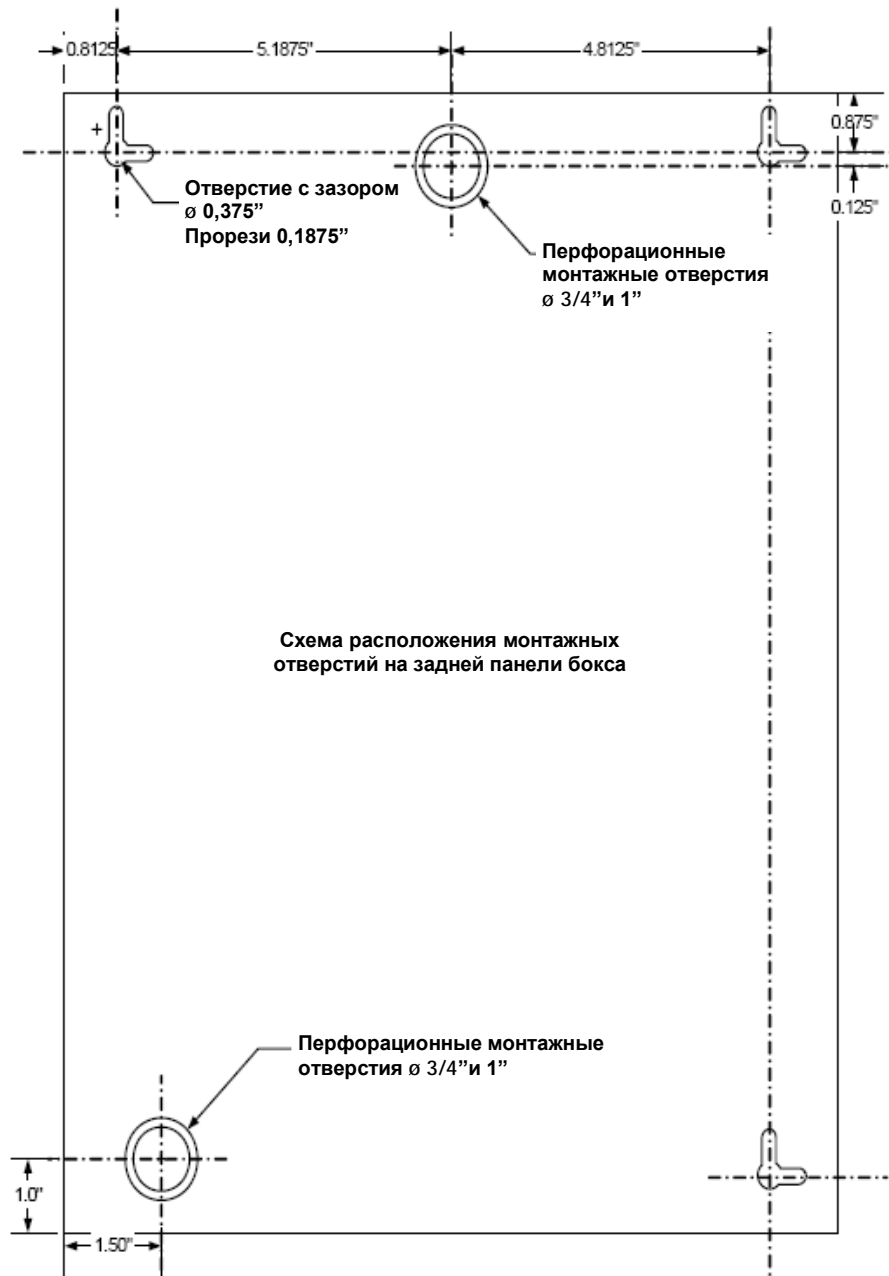 0.8125
5.1875"
4.8125"
0.875"
+
Отверстие с зазором
ø 0,375”
Прорези 0,1875”
0.125"
Перфорационные
монтажные отверстия
ø 3/4”и 1”
Схема расположения монтажных
отверстий на задней панели бокса
Перфорационные монтажные
отверстия ø 3/4”и 1”
1.0"
1.50"